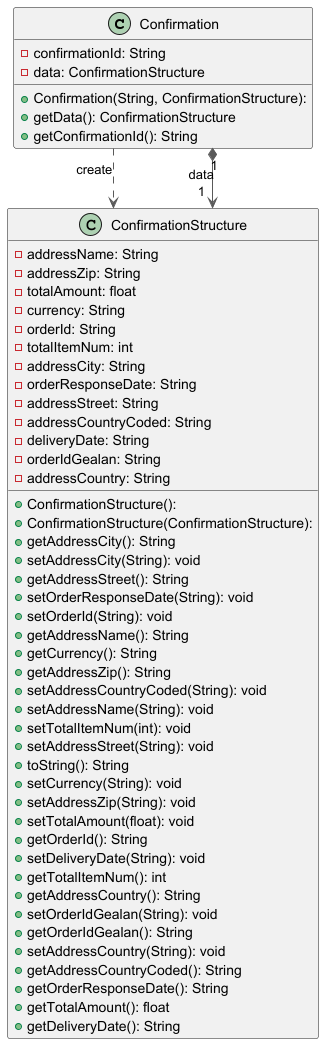 C Confirmation
confirmationId: String
data: ConfirmationStructure
Confirmation(String, ConfirmationStructure):
getData(): ConfirmationStructure
getConfirmationId(): String
create
1
data
1
C ConfirmationStructure
addressName: String
addressZip: String
totalAmount: float
currency: String
orderId: String
totalItemNum: int
addressCity: String
orderResponseDate: String
addressStreet: String
addressCountryCoded: String
deliveryDate: String
orderIdGealan: String
addressCountry: String
ConfirmationStructure():
ConfirmationStructure(ConfirmationStructure):
getAddressCity(): String
setAddressCity(String): void
getAddressStreet(): String
setOrderResponseDate(String): void
setOrderId(String): void
getAddressName(): String
getCurrency(): String
getAddressZip(): String
setAddressCountryCoded(String): void
setAddressName(String): void
setTotalItemNum(int): void
setAddressStreet(String): void
toString(): String
setCurrency(String): void
setAddressZip(String): void
setTotalAmount(float): void
getOrderId(): String
setDeliveryDate(String): void
getTotalItemNum(): int
getAddressCountry(): String
setOrderIdGealan(String): void
getOrderIdGealan(): String
setAddressCountry(String): void
getAddressCountryCoded(): String
getOrderResponseDate(): String
getTotalAmount(): float
getDeliveryDate(): String